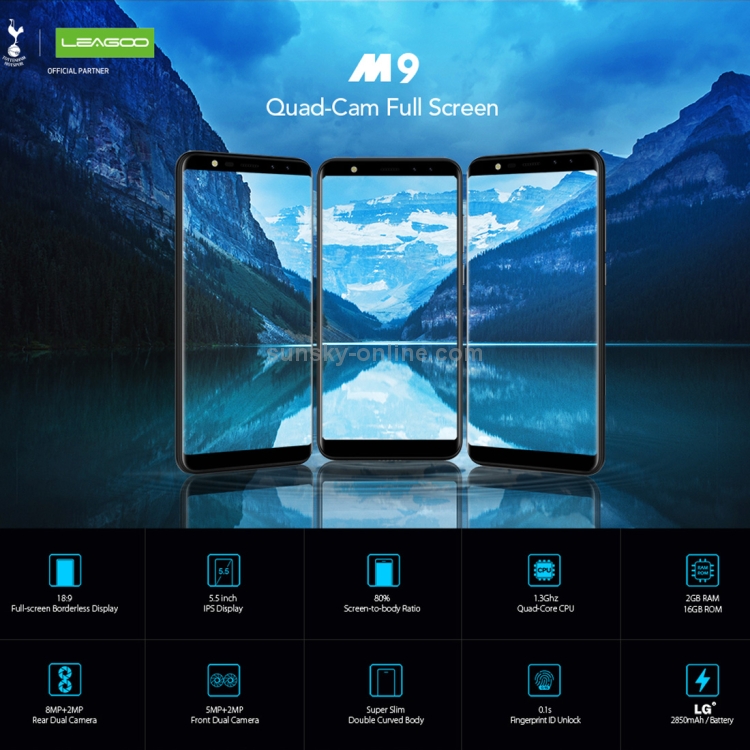 TOTTENHAM
HOTSPUR
LEAGOO
OFFICIAL PARTNER
M9
Quad-Cam Full Screen
sunsky-online.com
18:9
Full-screen Borderless Display
5.5
5.5 inch
IPS Display
80%
Screen-to-body Ratio
CPU
1.3Ghz
Quad-Core CPU
RAM
ROM
2GB RAM
16GB ROM
8MP+2MP
Rear Dual Camera
5MP+2MP
Front Dual Camera
Super Slim
Double Curved Body
0.1s
Fingerprint ID Unlock
LG
2850mAh / Battery